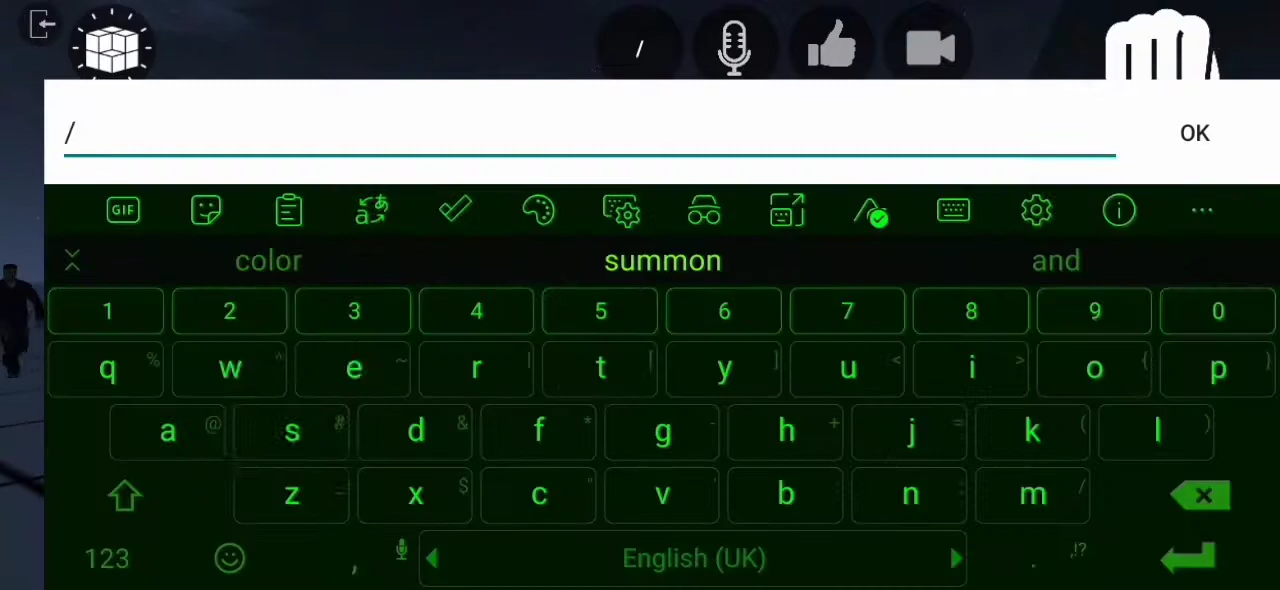 /
/
OK
GIF
color summon and
1 2 3 4 5 6 7 8 9 0
q % w ^ e ~ r | t [ y ] u < i > o { p }
a @ s # d & f * g - h + j = k ( l )
z x $ c " v ' b : n ; m /
123 , English (UK) . ,!?